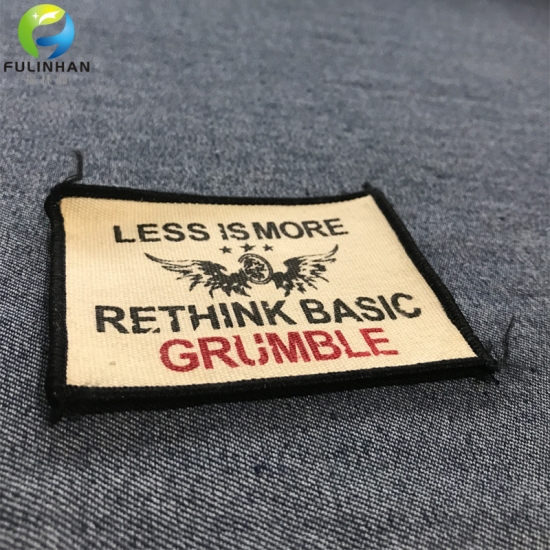 FULINHAN
LESS IS MORE
RETHINK BASIC
GRUMBLE